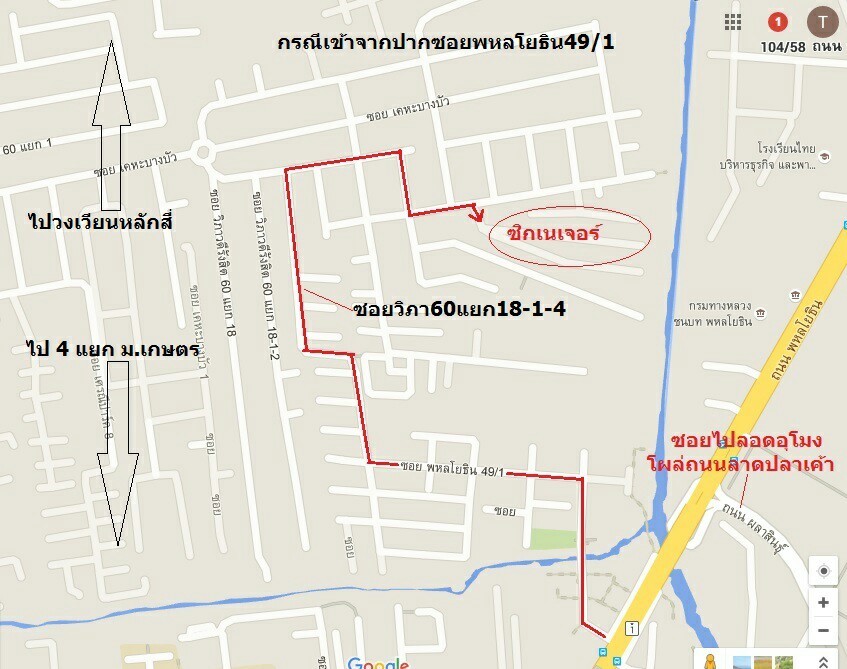 กรณีเข้าจากปากซอยพหลโยธิน49/1
1
T
104/58 ถนน
ซอย เคหะบางบัว
60 แยก 1
ซอย เคหะบางบัว
โรงเรียนไทย
บริหารธุรกิจ และพา...
ไปวงเวียนหลักสี่
ซิกเนเจอร์
ซอย วิภาวดีรังสิต 60 แยก 18
ซอย วิภาวดีรังสิต 60 แยก 18-1-2
ซอยวิภา60แยก18-1-4
กรมทางหลวง
ชนบท พหลโยธิน
ถนน พหลโยธิน
ไป 4 แยก ม.เกษตร
ซอย เคหะบางบัว 1
ซอยไปลอดอุโมง
โผล่ถนนลาดปลาเค้า
ซอย
ซอย พหลโยธิน 49/1
ซอย
ซอย
ซอย
ถนน ผลาสินธุ์
1
+
−
Google